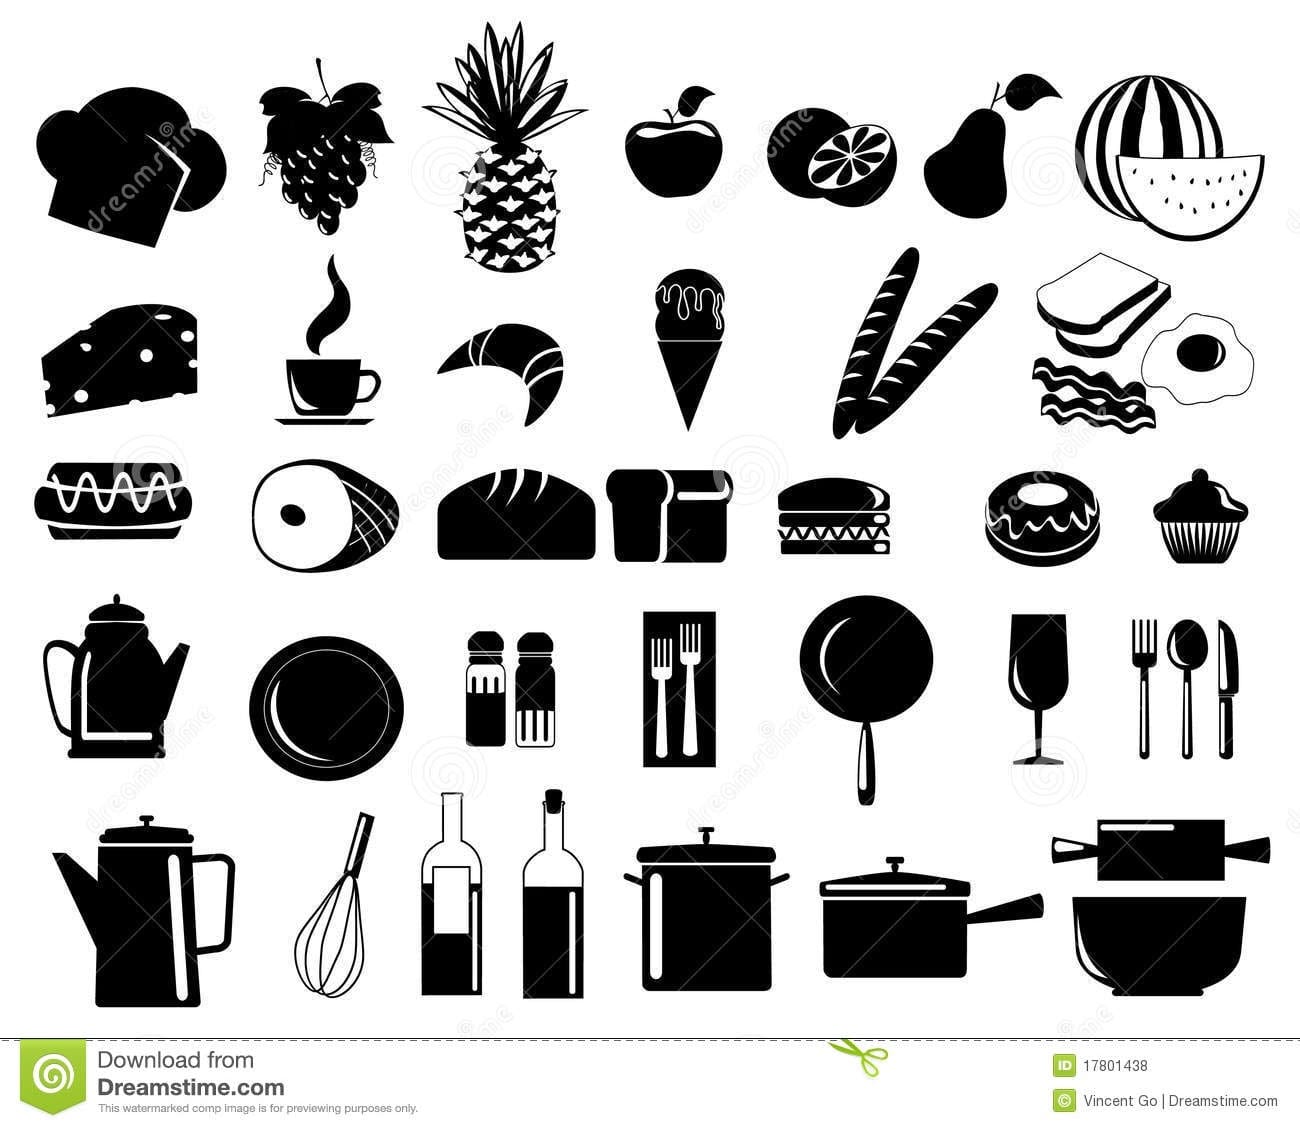 Download from
Dreamstime.com
This watermarked comp image is for previewing purposes only.
ID 17801438
© Vincent Go | Dreamstime.com
dreamstime